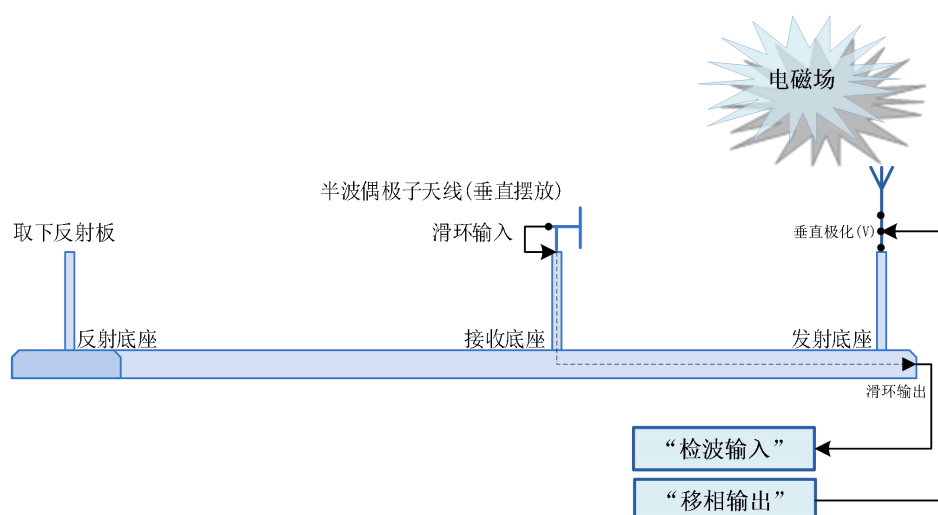 电磁场
半波偶极子天线(垂直摆放)
取下反射板
滑环输入
垂直极化(V)
反射底座
接收底座
发射底座
滑环输出
“检波输入”
“移相输出”